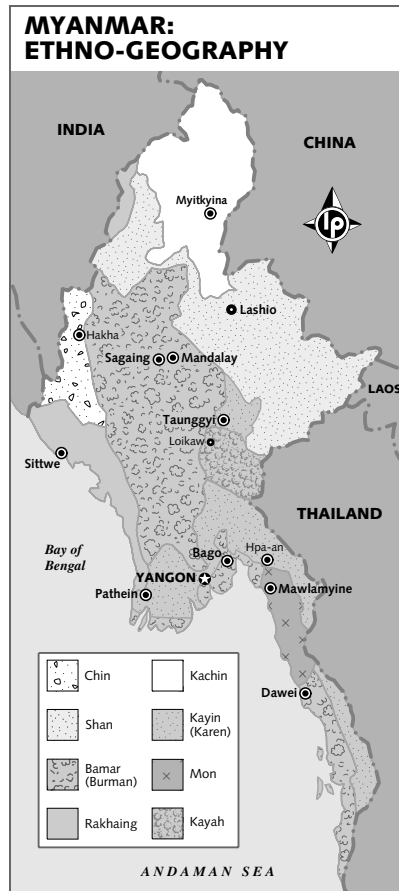 MYANMAR:
ETHNO-GEOGRAPHY
INDIA
CHINA
Myitkyina
lp
Lashio
Hakha
Sagaing
Mandalay
LAOS
Taunggyi
Loikaw
Sittwe
THAILAND
Bay of
Bengal
Bago
Hpa-an
YANGON
Pathein
Mawlamyine
Dawei
Chin
Kachin
Shan
Kayin
(Karen)
Bamar
(Burman)
Mon
Rakhaing
Kayah
ANDAMAN SEA